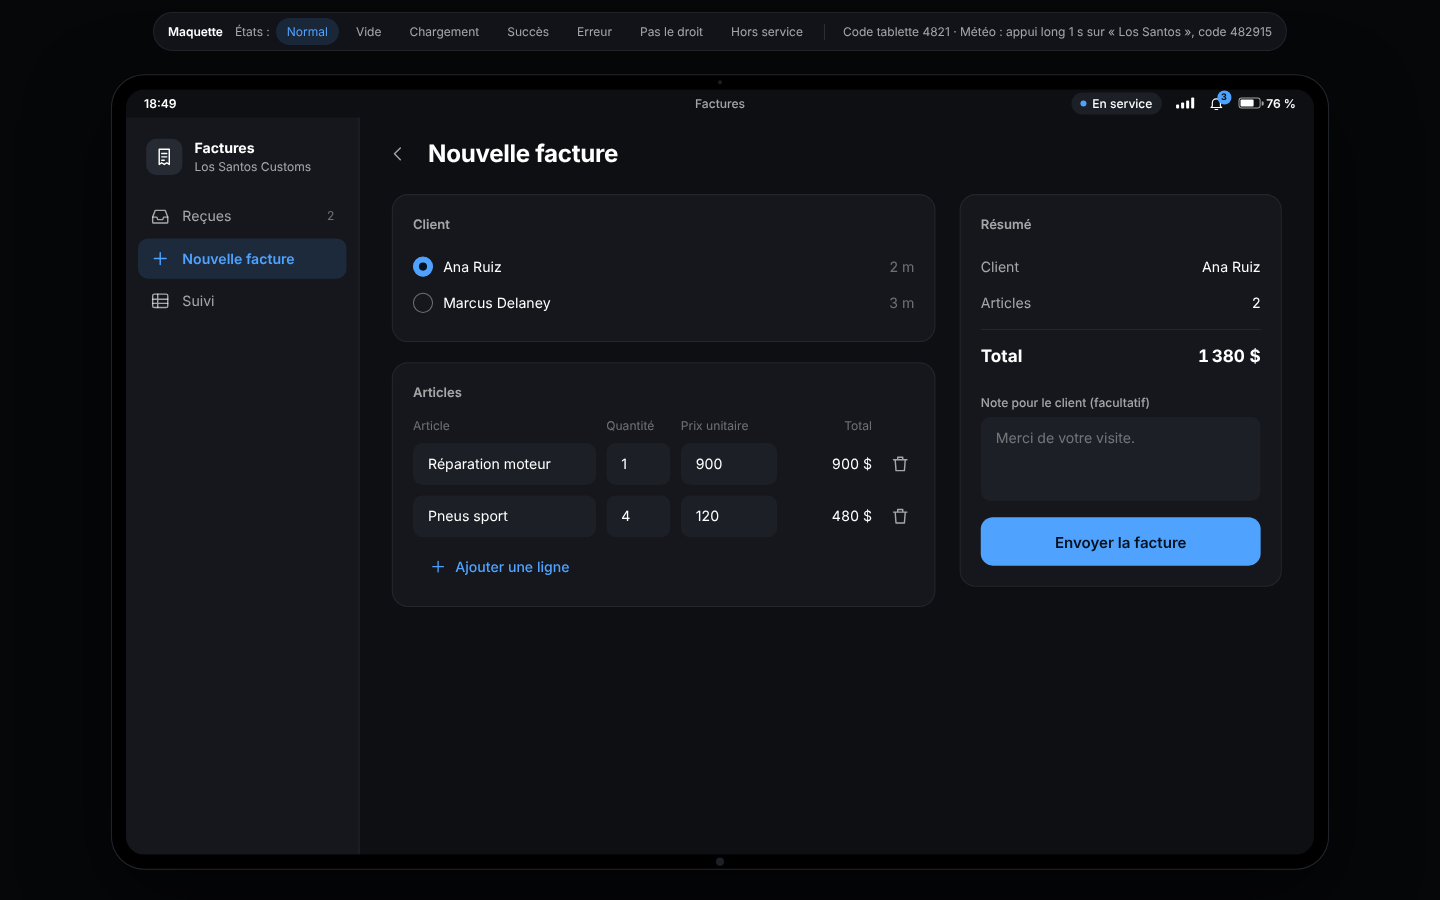 Maquette États : Normal Vide Chargement Succès Erreur Pas le droit Hors service Code tablette 4821 · Météo : appui long 1 s sur « Los Santos », code 482915
18:49 Factures En service 3 76 %
Factures
Los Santos Customs
Reçues 2
Nouvelle facture
Suivi
Nouvelle facture
Client
Ana Ruiz 2 m
Marcus Delaney 3 m
Articles
Article Quantité Prix unitaire Total
Réparation moteur 1 900 900 $
Pneus sport 4 120 480 $
Ajouter une ligne
Résumé
Client Ana Ruiz
Articles 2
Total 1 380 $
Note pour le client (facultatif)
Merci de votre visite.
Envoyer la facture